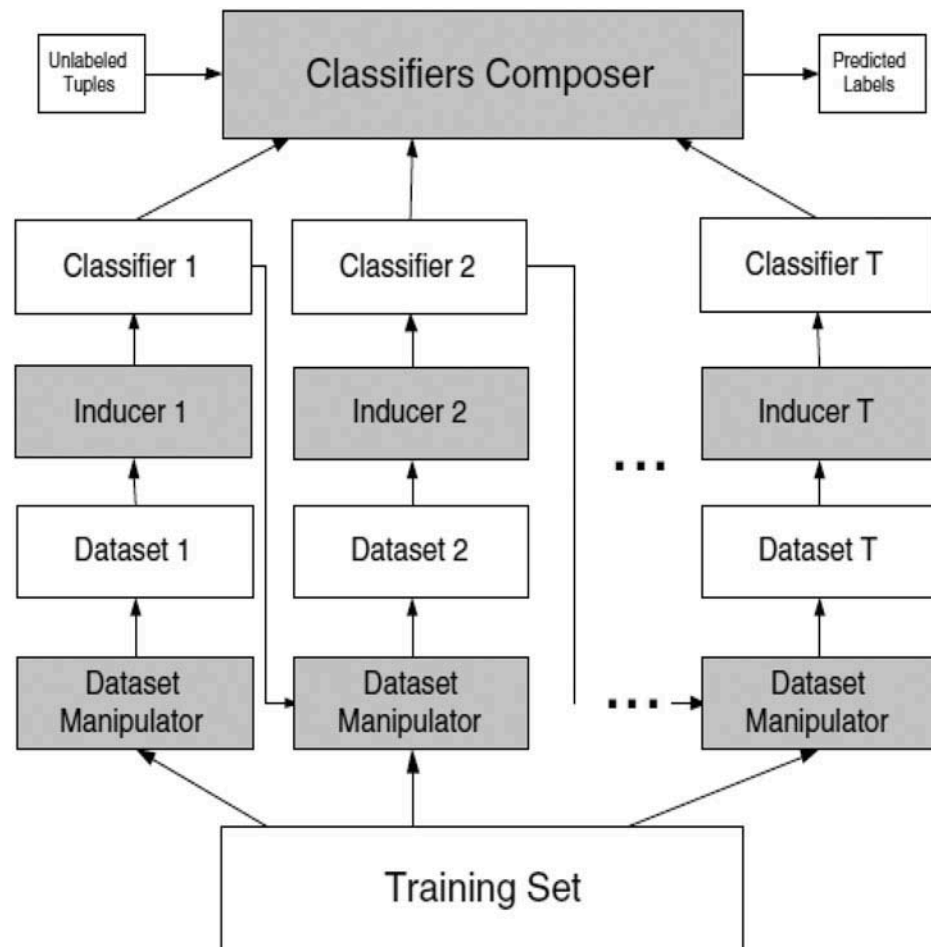 Unlabeled
Tuples
Classifiers Composer
Predicted
Labels
Classifier 1
Classifier 2
Classifier T
Inducer 1
Inducer 2
Inducer T
...
Dataset 1
Dataset 2
Dataset T
Dataset
Manipulator
Dataset
Manipulator
...
Dataset
Manipulator
Training Set